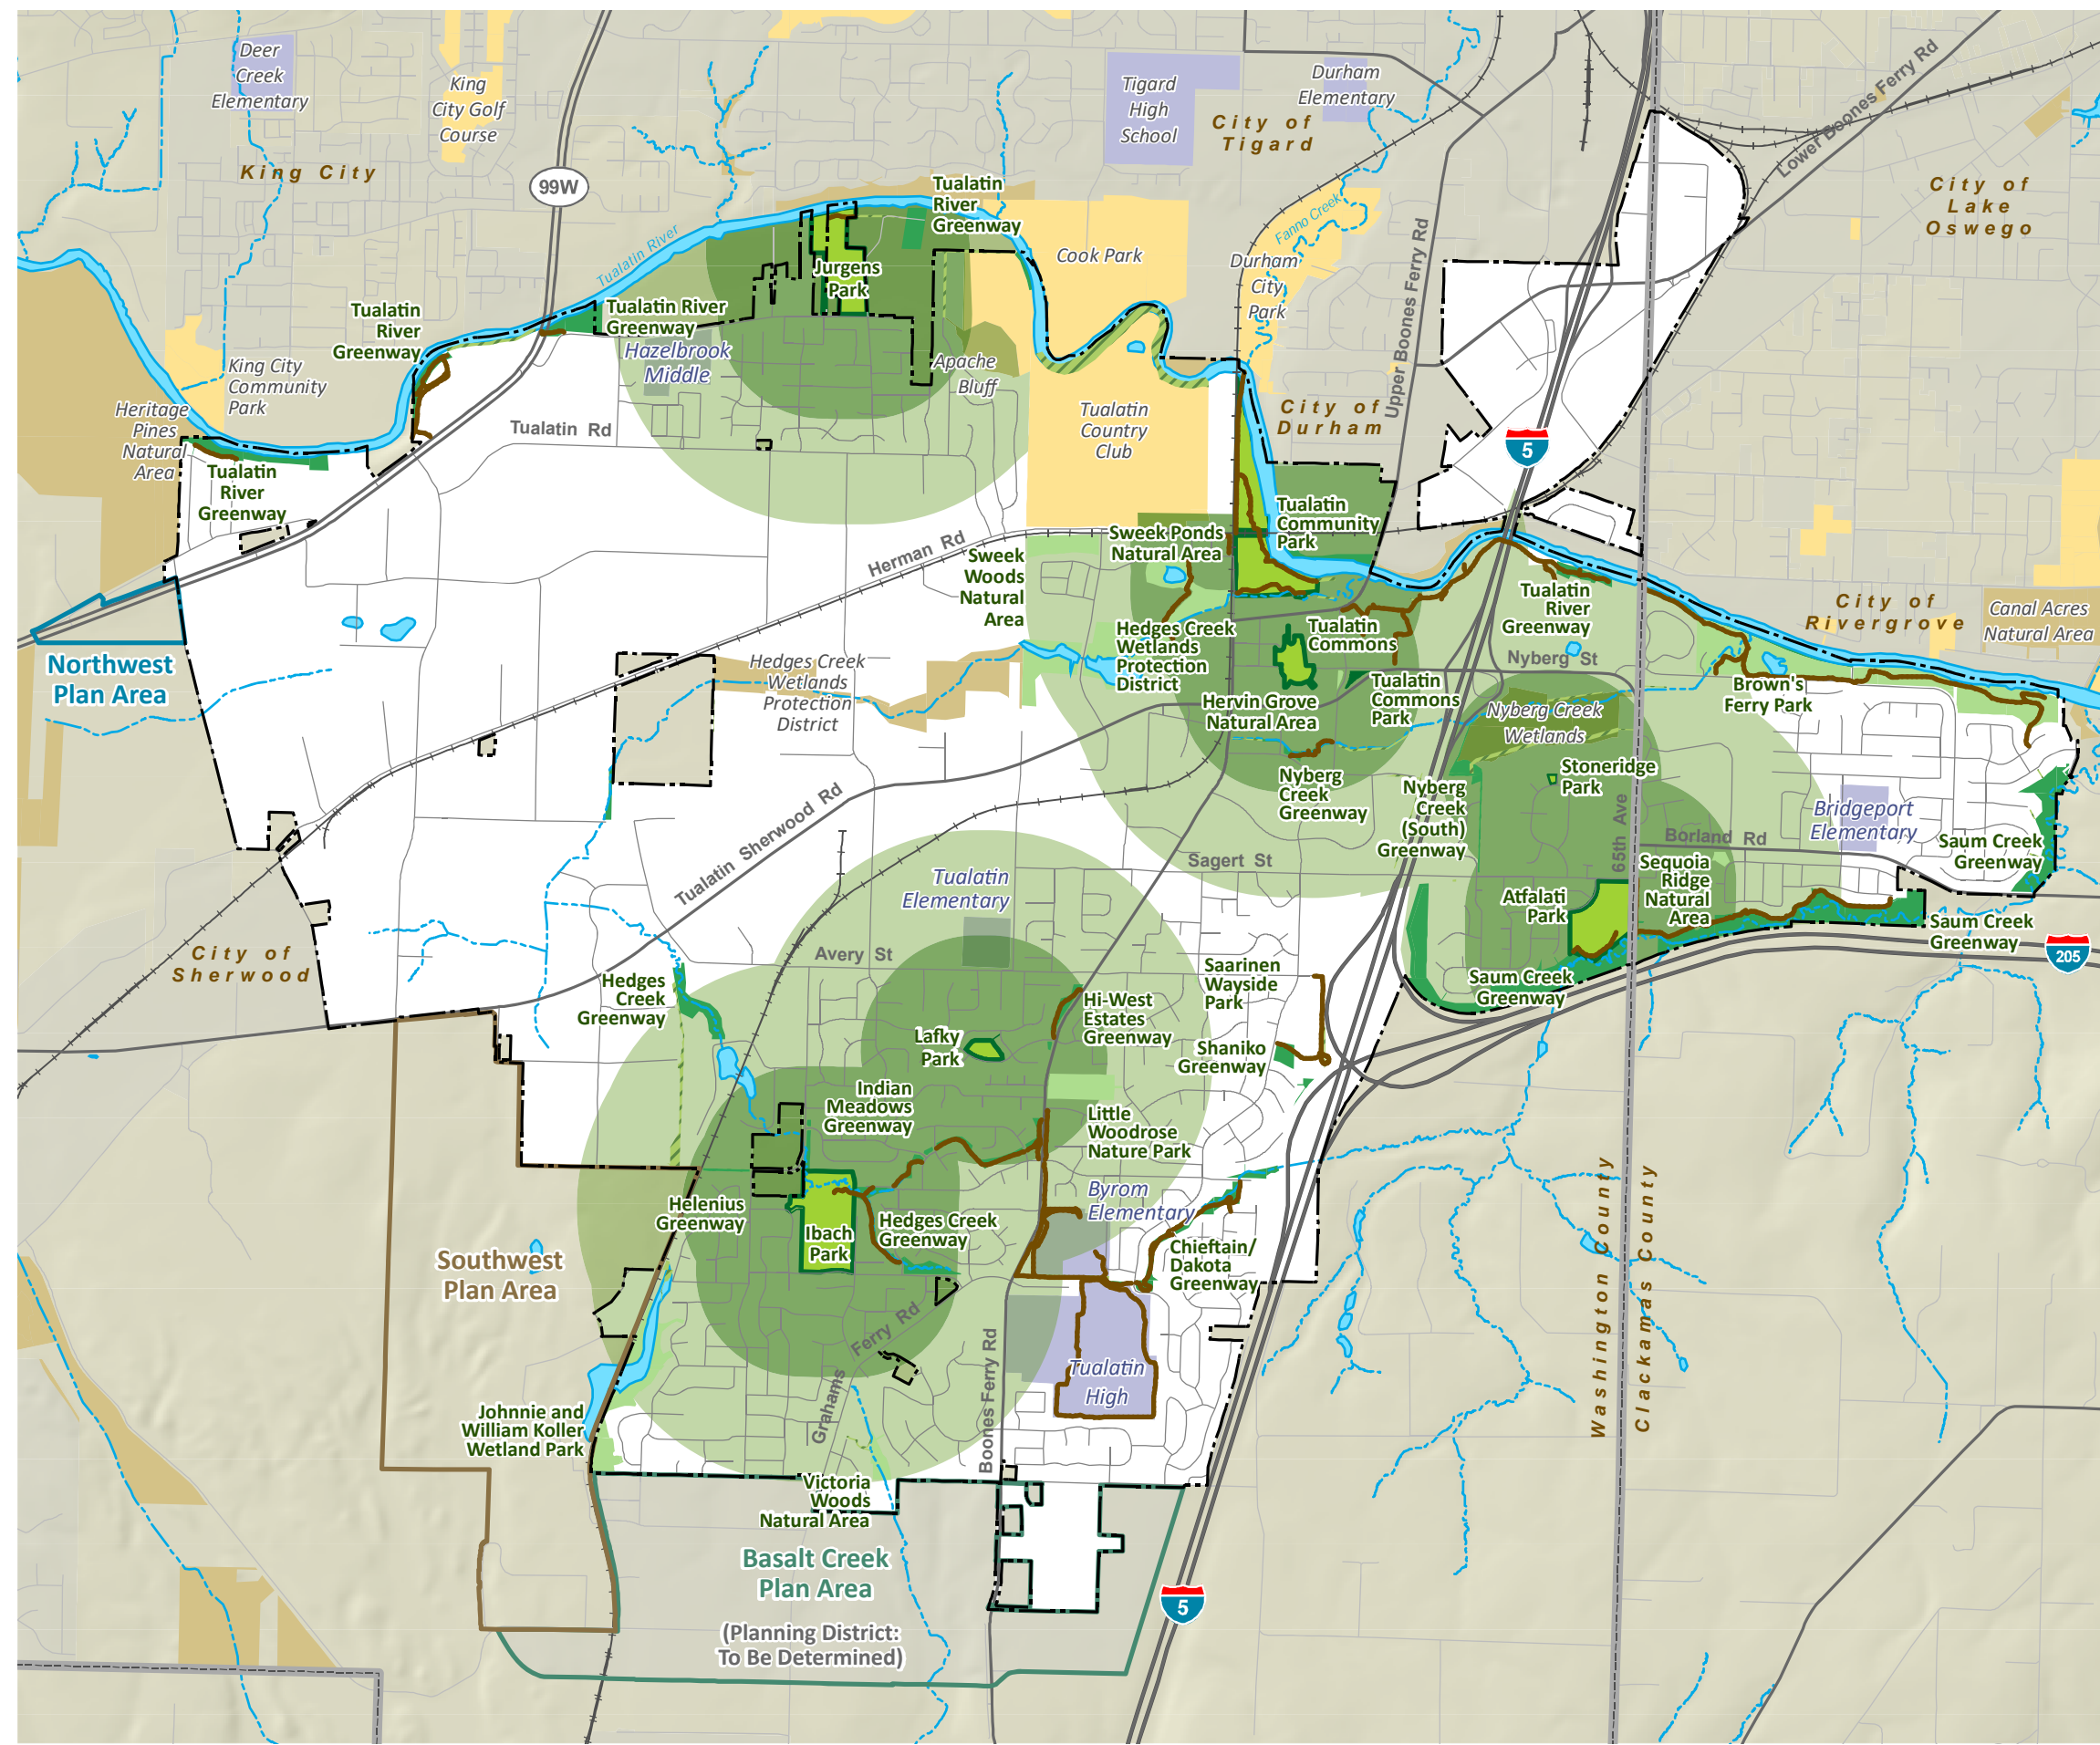 Deer
Creek
Elementary
King
City Golf
Course
King City
99W
Tualatin River
Tualatin
River
Greenway
Jurgens
Park
Tigard
High
School
Durham
Elementary
City of
Tigard
Lower Boones Ferry Rd
City of
Lake
Oswego
Cook Park
Fanno Creek
Durham
City
Park
Upper Boones Ferry Rd
Tualatin
River
Greenway
Tualatin River
Greenway
Hazelbrook
Middle
Apache
Bluff
King City
Community
Park
Heritage
Pines
Natural
Area
Tualatin
River
Greenway
Tualatin Rd
Tualatin
Country
Club
City of
Durham
5
Tualatin
Community
Park
Sweek Ponds
Natural Area
Herman Rd
Sweek
Woods
Natural
Area
Tualatin
River
Greenway
City of
Rivergrove
Canal Acres
Natural Area
Northwest
Plan Area
Hedges Creek
Wetlands
Protection
District
Hedges Creek
Wetlands
Protection
District
Tualatin
Commons
Nyberg St
Tualatin
Commons
Park
Hervin Grove
Natural Area
Nyberg Creek
Wetlands
Brown's
Ferry Park
Nyberg
Creek
Greenway
Nyberg
Creek
(South)
Greenway
Stoneridge
Park
65th Ave
Bridgeport
Elementary
Borland Rd
Saum Creek
Greenway
Tualatin Sherwood Rd
Sagert St
Tualatin
Elementary
Atfalati
Park
Sequoia
Ridge
Natural
Area
Saum Creek
Greenway
205
Saum Creek
Greenway
City of
Sherwood
Avery St
Hedges
Creek
Greenway
Saarinen
Wayside
Park
Hi-West
Estates
Greenway
Lafky
Park
Shaniko
Greenway
Indian
Meadows
Greenway
Little
Woodrose
Nature Park
Byrom
Elementary
Helenius
Greenway
Ibach
Park
Hedges Creek
Greenway
Chieftain/
Dakota
Greenway
Southwest
Plan Area
Washington County
Clackamas County
Grahams Ferry Rd
Boones Ferry Rd
Tualatin
High
Johnnie and
William Koller
Wetland Park
Victoria
Woods
Natural Area
Basalt Creek
Plan Area
(Planning District:
To Be Determined)
5